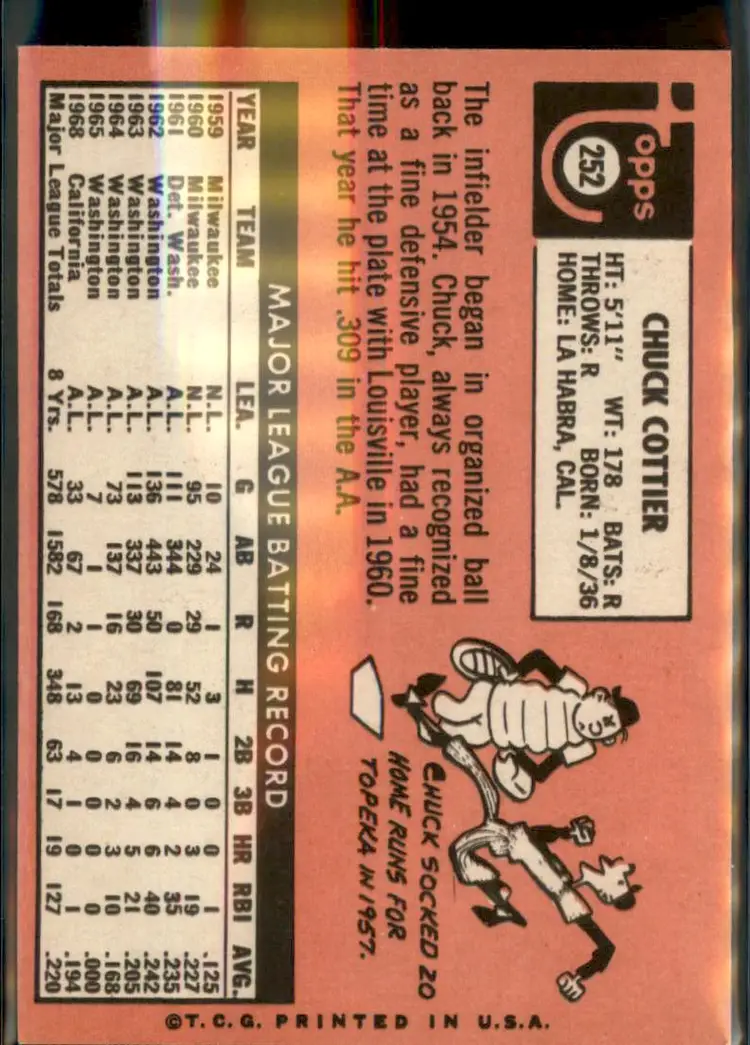 Topps
252
CHUCK COTTIER
HT: 5'11" WT: 178 BATS: R
THROWS: R BORN: 1/8/36
HOME: LA HABRA, CAL.
The infielder began in organized ball
back in 1954. Chuck, always recognized
as a fine defensive player, had a fine
time at the plate with Louisville in 1960.
That year he hit .309 in the A.A.
CR
CHUCK SOCKED 20
HOME RUNS FOR
TOPEKA IN 1957.
MAJOR LEAGUE BATTING RECORD
YEAR TEAM LEA. G AB R H 2B 3B HR RBI AVG.
1959 Milwaukee N.L. 10 24 1 3 1 0 0 1 .125
1960 Milwaukee N.L. 95 229 29 52 8 0 3 19 .227
1961 Det. Wash. A.L. 111 344 0 81 14 4 2 35 .235
1962 Washington A.L. 136 443 50 107 14 6 6 40 .242
1963 Washington A.L. 113 337 30 69 16 4 5 21 .205
1964 Washington A.L. 73 137 16 23 6 2 3 10 .168
1965 Washington A.L. 7 1 1 0 0 0 0 0 .000
1968 California A.L. 33 67 2 13 4 1 0 1 .194
Major League Totals 8 Yrs. 578 1582 168 348 63 17 19 127 .220
©T.C.G. PRINTED IN U.S.A.